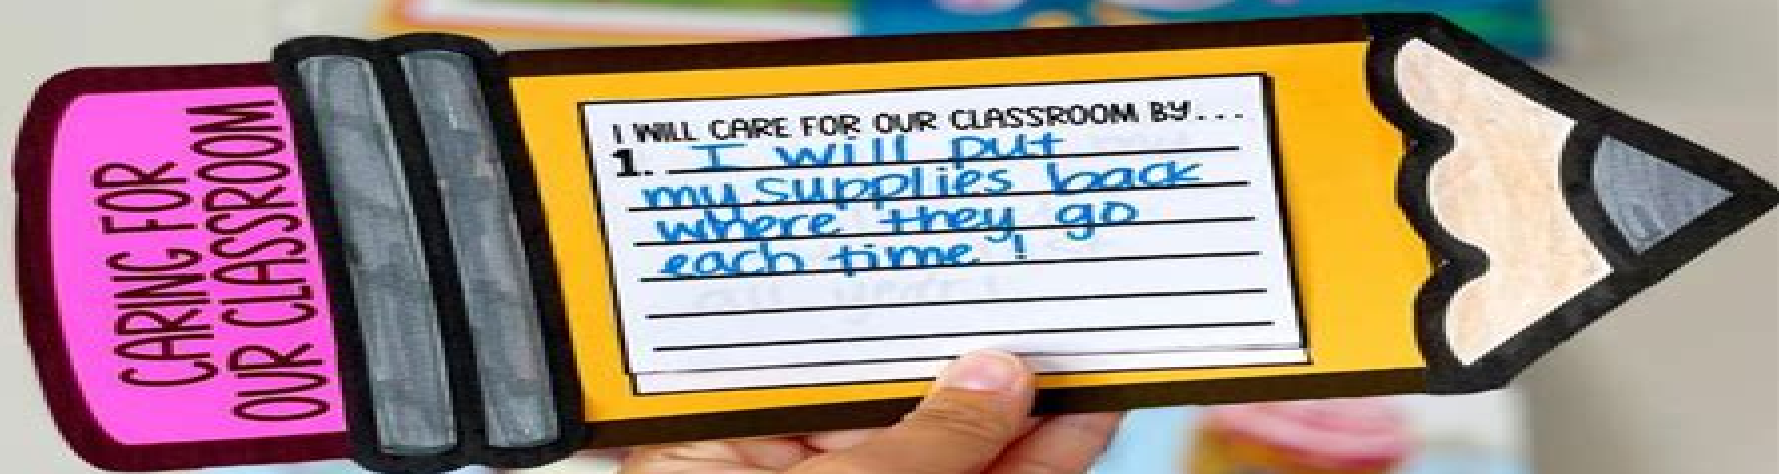 CARING FOR
OUR CLASSROOM
I WILL CARE FOR OUR CLASSROOM BY...
1. I will put
my supplies back
where they go
each time!